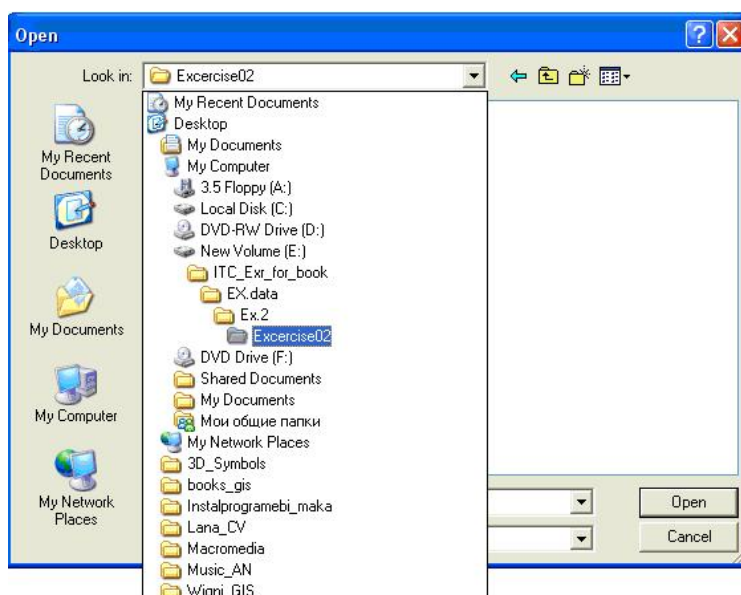 Open
Look in: Excercise02
My Recent Documents
Desktop
My Documents
My Computer
3.5 Floppy (A:)
Local Disk (C:)
DVD-RW Drive (D:)
New Volume (E:)
ITC_Exr_for_book
EX.data
Ex.2
Excercise02
DVD Drive (F:)
Shared Documents
My Documents
Мои общие папки
My Network Places
3D_Symbols
books_gis
Instalprogramebi_maka
Lana_CV
Macromedia
Music_AN
Wigni_GIS
My Recent
Documents
Desktop
My Documents
My Computer
My Network
Places
Open
Cancel